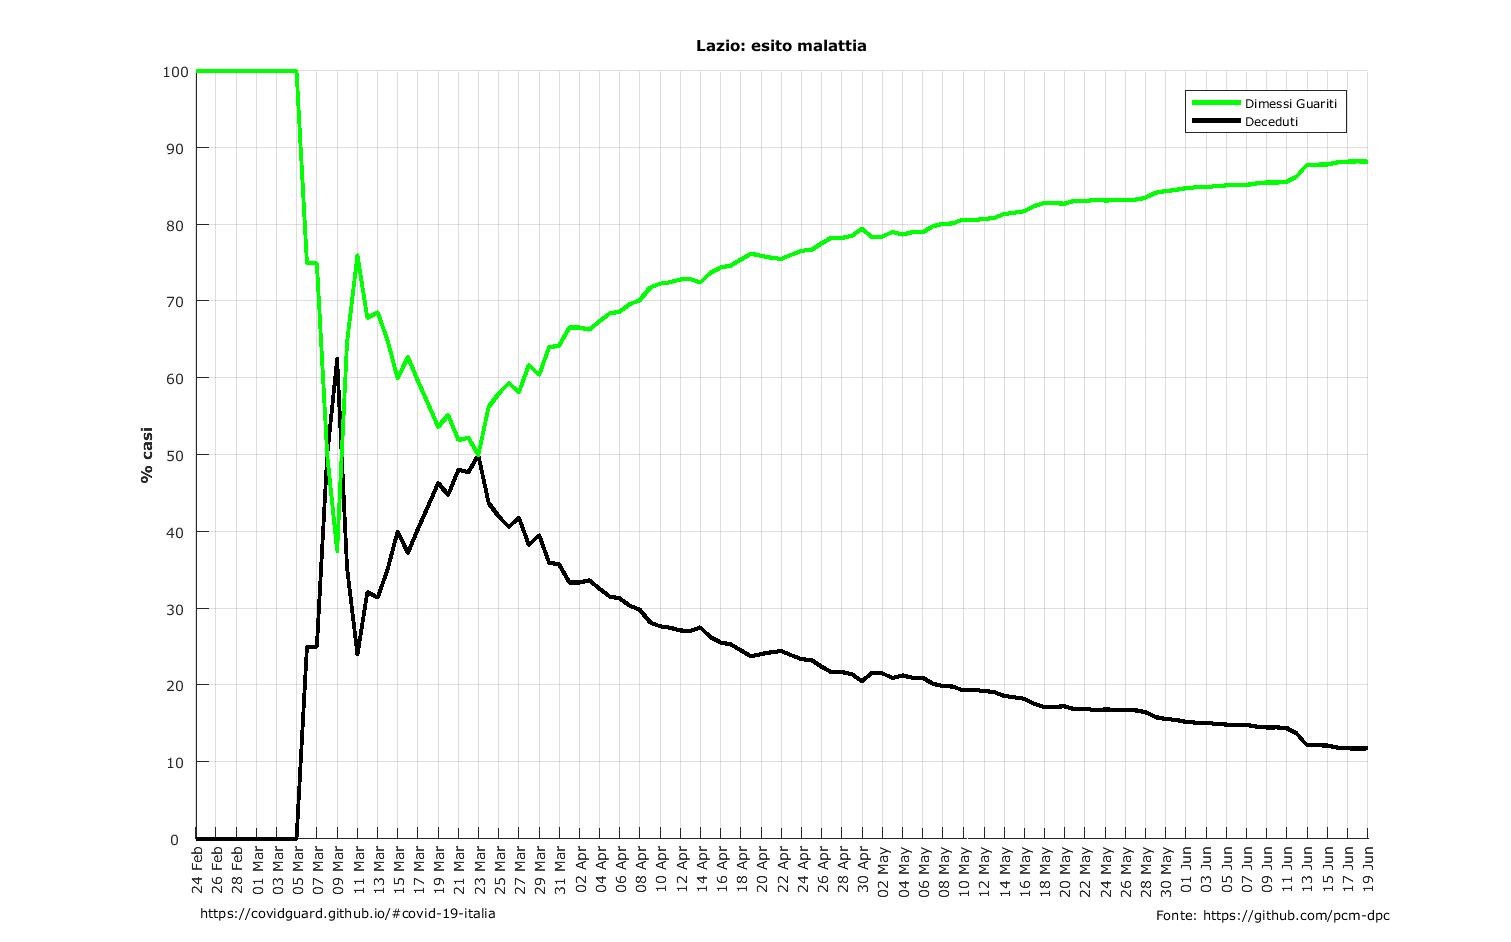 Lazio: esito malattia
Dimessi Guariti
Deceduti
% casi
100
90
80
70
60
50
40
30
20
10
0
24 Feb
26 Feb
28 Feb
01 Mar
03 Mar
05 Mar
07 Mar
09 Mar
11 Mar
13 Mar
15 Mar
17 Mar
19 Mar
21 Mar
23 Mar
25 Mar
27 Mar
29 Mar
31 Mar
02 Apr
04 Apr
06 Apr
08 Apr
10 Apr
12 Apr
14 Apr
16 Apr
18 Apr
20 Apr
22 Apr
24 Apr
26 Apr
28 Apr
30 Apr
02 May
04 May
06 May
08 May
10 May
12 May
14 May
16 May
18 May
20 May
22 May
24 May
26 May
28 May
30 May
01 Jun
03 Jun
05 Jun
07 Jun
09 Jun
11 Jun
13 Jun
15 Jun
17 Jun
19 Jun
https://covidguard.github.io/#covid-19-italia
Fonte: https://github.com/pcm-dpc